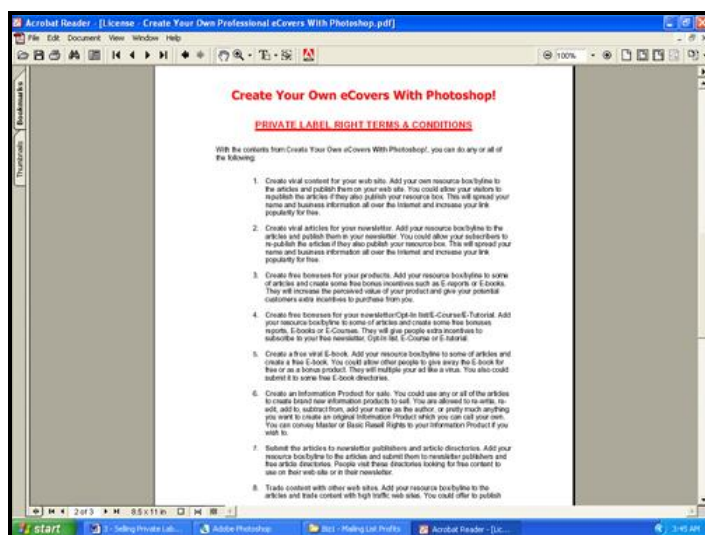 Acrobat Reader - [License - Create Your Own Professional eCovers With Photoshop.pdf]
File Edit Document View Window Help
100%
Bookmarks
Thumbnails
Create Your Own eCovers With Photoshop!
PRIVATE LABEL RIGHT TERMS & CONDITIONS
With the contents from Create Your Own eCovers With Photoshop!, you can do any or all of
the following:
1. Create viral content for your web site. Add your own resource box/byline to
the articles and publish them on your web site. You could allow your visitors to
republish the articles if they also publish your resource box. This will spread your
name and business information all over the Internet and increase your link
popularity for free.
2. Create viral articles for your newsletter. Add your resource box/byline to the
articles and publish them in your newsletter. You could allow your subscribers to
re-publish the articles if they also publish your resource box. This will spread your
name and business information all over the Internet and increase your link
popularity for free.
3. Create free bonuses for your products. Add your resource box/byline to some
of articles and create some free bonus incentives such as E-reports or E-books.
They will increase the perceived value of your product and give your potential
customers extra incentives to purchase from you.
4. Create free bonuses for your newsletter/Opt-In list/E-Course/E-Tutorial. Add
your resource box/byline to some of articles and create some free bonuses
reports, E-books or E-Courses. They will give people extra incentives to
subscribe to your free newsletter, Opt-In list, E-Course or E-tutorial.
5. Create a free viral E-book. Add your resource box/byline to some of articles and
create a free E-book. You could allow other people to give away the E-book for
free or as a bonus product. They will multiply your ad like a virus. You also could
submit it to some free E-book directories.
6. Create an Information Product for sale. You could use any or all of the articles
to create brand new information products to sell. You are allowed to re-write, re-
edit, add to, subtract from, add your name as the author, or pretty much anything
you want to create an original Information Product which you can call your own.
You can convey Master or Basic Resell Rights to your Information Product if you
wish to.
7. Submit the articles to newsletter publishers and article directories. Add your
resource box/byline to the articles and submit them to newsletter publishers and
free article directories. People visit these directories looking for free content to
use on their web site or in their newsletter.
8. Trade content with other web sites. Add your resource box/byline to the
articles and trade content with high traffic web sites. You could offer to publish
2 of 3 8.5 x 11 in
start 3 - Selling Private Lab... Adobe Photoshop Biz1 - Mailing List Profits Acrobat Reader - [Lic... 3:45 AM